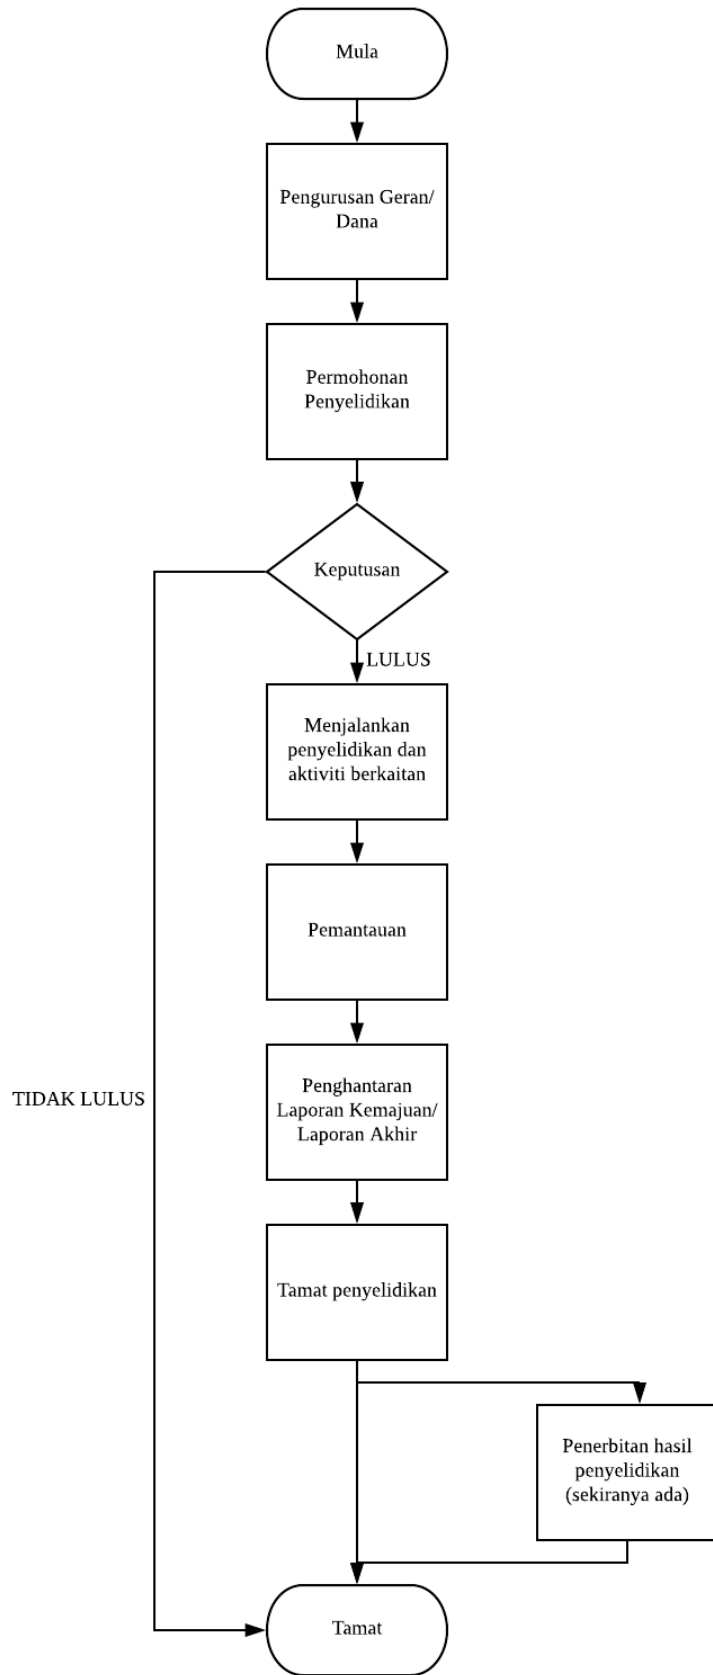 Mula
Pengurusan Geran/
Dana
Permohonan
Penyelidikan
Keputusan
LULUS
Menjalankan
penyelidikan dan
aktiviti berkaitan
Pemantauan
TIDAK LULUS
Penghantaran
Laporan Kemajuan/
Laporan Akhir
Tamat penyelidikan
Penerbitan hasil
penyelidikan
(sekiranya ada)
Tamat